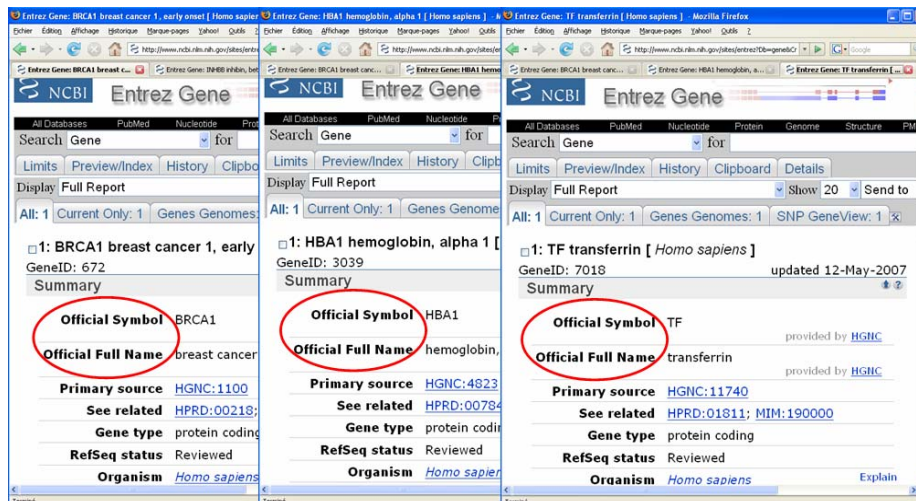 Entrez Gene: BRCA1 breast cancer 1, early onset [ Homo sapiens
Fichier Édition Affichage Historique Marque-pages Yahoo! Outils ?
http://www.ncbi.nlm.nih.gov/sites/entre
Entrez Gene: BRCA1 breast c...
Entrez Gene: INHBB inhibin, bet
NCBI Entrez Gene
All Databases PubMed Nucleotide Prot
Search Gene for
Limits Preview/Index History Clipbo
Display Full Report
All: 1 Current Only: 1 Genes Genomes:
1: BRCA1 breast cancer 1, early
GeneID: 672
Summary
Official Symbol BRCA1
Official Full Name breast cancer
Primary source HGNC:1100
See related HPRD:00218;
Gene type protein coding
RefSeq status Reviewed
Organism Homo sapiens
Entrez Gene: HBA1 hemoglobin, alpha 1 [ Homo sapiens ] - M
Fichier Édition Affichage Historique Marque-pages Yahoo! Outils ?
http://www.ncbi.nlm.nih.gov/sites/e
Entrez Gene: BRCA1 breast canc...
Entrez Gene: HBA1 hemo
NCBI Entrez Gene
All Databases PubMed Nucleotide P
Search Gene for
Limits Preview/Index History Clipb
Display Full Report
All: 1 Current Only: 1 Genes Genome
1: HBA1 hemoglobin, alpha 1 [
GeneID: 3039
Summary
Official Symbol HBA1
Official Full Name hemoglobin,
Primary source HGNC:4823
See related HPRD:00784
Gene type protein codin
RefSeq status Reviewed
Organism Homo sapien
Entrez Gene: TF transferrin [ Homo sapiens ] - Mozilla Firefox
Fichier Édition Affichage Historique Marque-pages Yahoo! Outils ?
http://www.ncbi.nlm.nih.gov/sites/entrez?Db=gene&Cr
Google
Entrez Gene: BRCA1 breast canc...
Entrez Gene: HBA1 hemoglobin, a...
Entrez Gene: TF transferrin [ ...
NCBI Entrez Gene
All Databases PubMed Nucleotide Protein Genome Structure PM
Search Gene for
Limits Preview/Index History Clipboard Details
Display Full Report Show 20 Send to
All: 1 Current Only: 1 Genes Genomes: 1 SNP GeneView: 1
1: TF transferrin [ Homo sapiens ]
GeneID: 7018 updated 12-May-2007
Summary
Official Symbol TF
provided by HGNC
Official Full Name transferrin
provided by HGNC
Primary source HGNC:11740
See related HPRD:01811; MIM:190000
Gene type protein coding
RefSeq status Reviewed
Organism Homo sapiens Explain